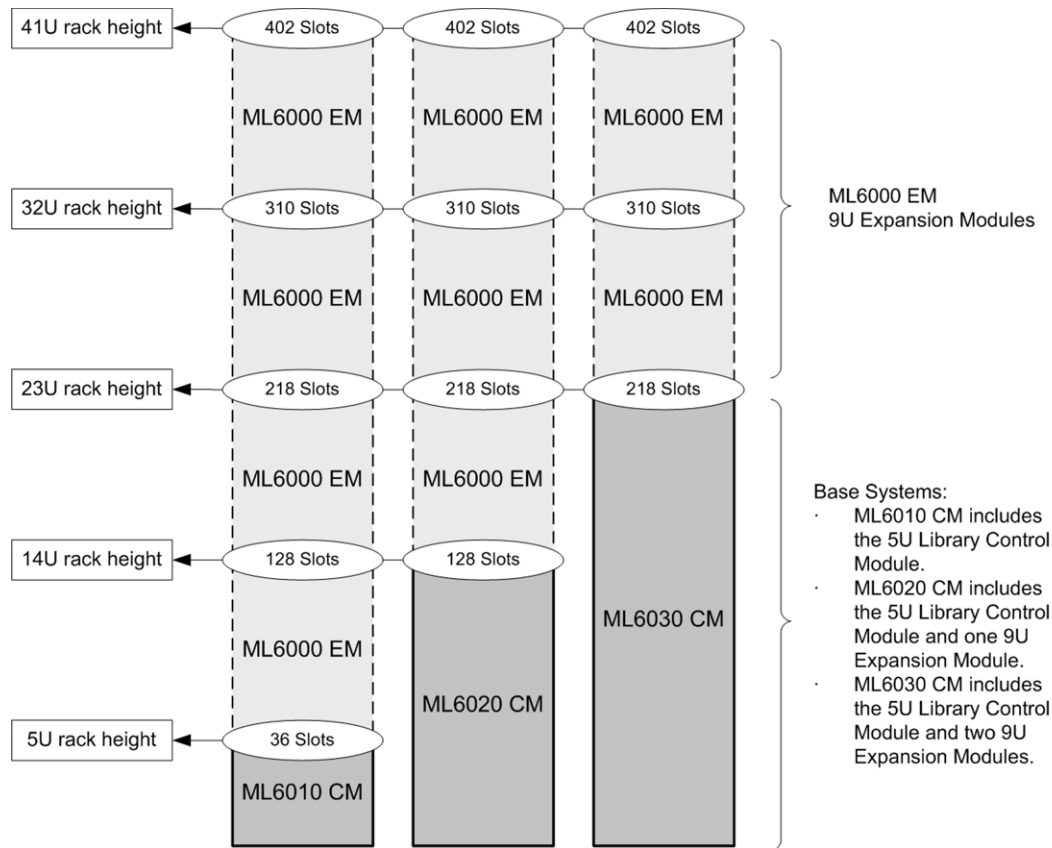 41U rack height
402 Slots
402 Slots
402 Slots
ML6000 EM
ML6000 EM
ML6000 EM
32U rack height
310 Slots
310 Slots
310 Slots
ML6000 EM
9U Expansion Modules
ML6000 EM
ML6000 EM
ML6000 EM
23U rack height
218 Slots
218 Slots
218 Slots
ML6000 EM
ML6000 EM
14U rack height
128 Slots
128 Slots
ML6000 EM
ML6020 CM
ML6030 CM
5U rack height
36 Slots
ML6010 CM
Base Systems:
· ML6010 CM includes
the 5U Library Control
Module.
· ML6020 CM includes
the 5U Library Control
Module and one 9U
Expansion Module.
· ML6030 CM includes
the 5U Library Control
Module and two 9U
Expansion Modules.